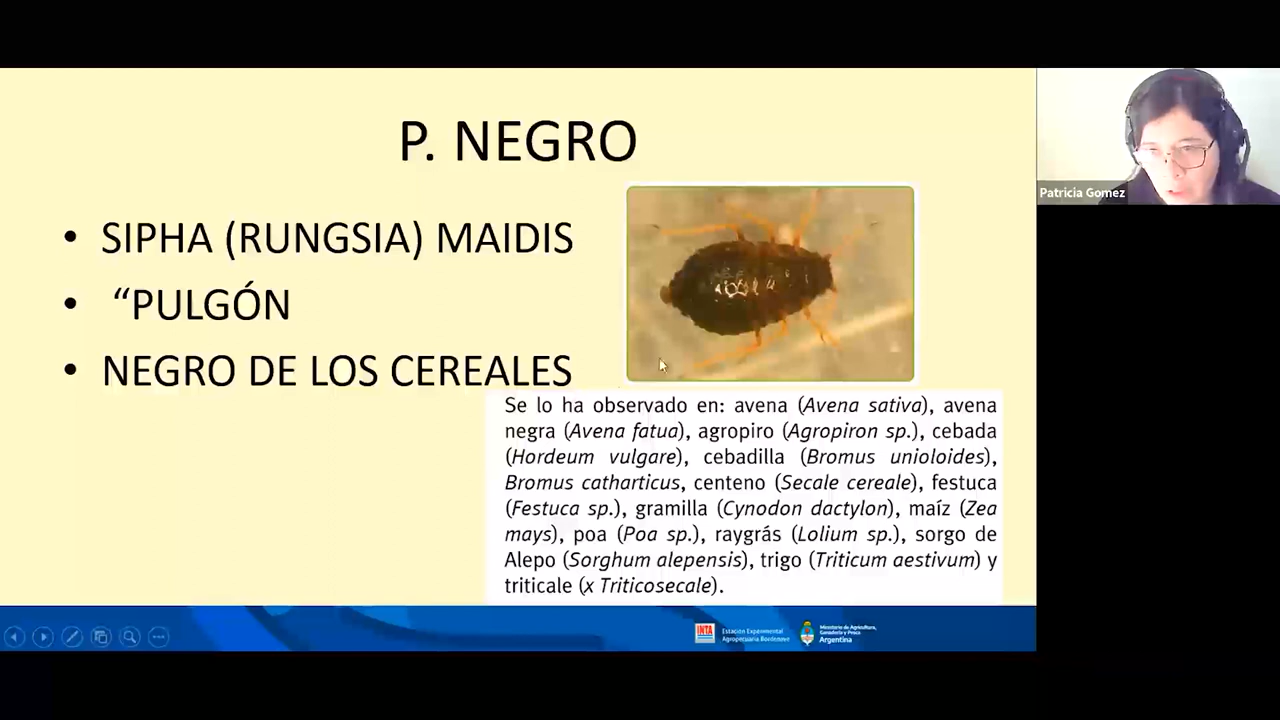 P. NEGRO
• SIPHA (RUNGSIA) MAIDIS
• “PULGÓN
• NEGRO DE LOS CEREALES
Se lo ha observado en: avena (Avena sativa), avena
negra (Avena fatua), agropiro (Agropiron sp.), cebada
(Hordeum vulgare), cebadilla (Bromus unioloides),
Bromus catharticus, centeno (Secale cereale), festuca
(Festuca sp.), gramilla (Cynodon dactylon), maíz (Zea
mays), poa (Poa sp.), raygrás (Lolium sp.), sorgo de
Alepo (Sorghum alepensis), trigo (Triticum aestivum) y
triticale (x Triticosecale).
Patricia Gomez
INTA
Estación Experimental
Agropecuaria Bordenave
Ministerio de Agricultura,
Ganadería y Pesca
Argentina